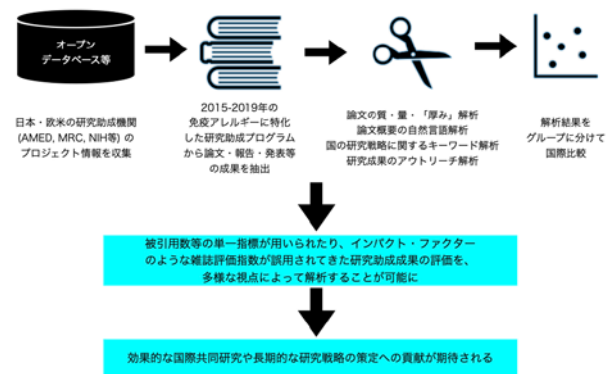 オープン
データベース等
日本・欧米の研究助成機関
(AMED, MRC, NIH等) の
プロジェクト情報を収集
2015-2019年の
免疫アレルギーに特化
した研究助成プログラム
から論文・報告・発表等
の成果を抽出
論文の質・量・「厚み」解析
論文概要の自然言語解析
国の研究戦略に関するキーワード解析
研究成果のアウトリーチ解析
解析結果を
グループに分けて
国際比較
被引用数等の単一指標が用いられたり、インパクト・ファクター
のような雑誌評価指数が誤用されてきた研究助成成果の評価を、
多様な視点によって解析することが可能に
効果的な国際共同研究や長期的な研究戦略の策定への貢献が期待される